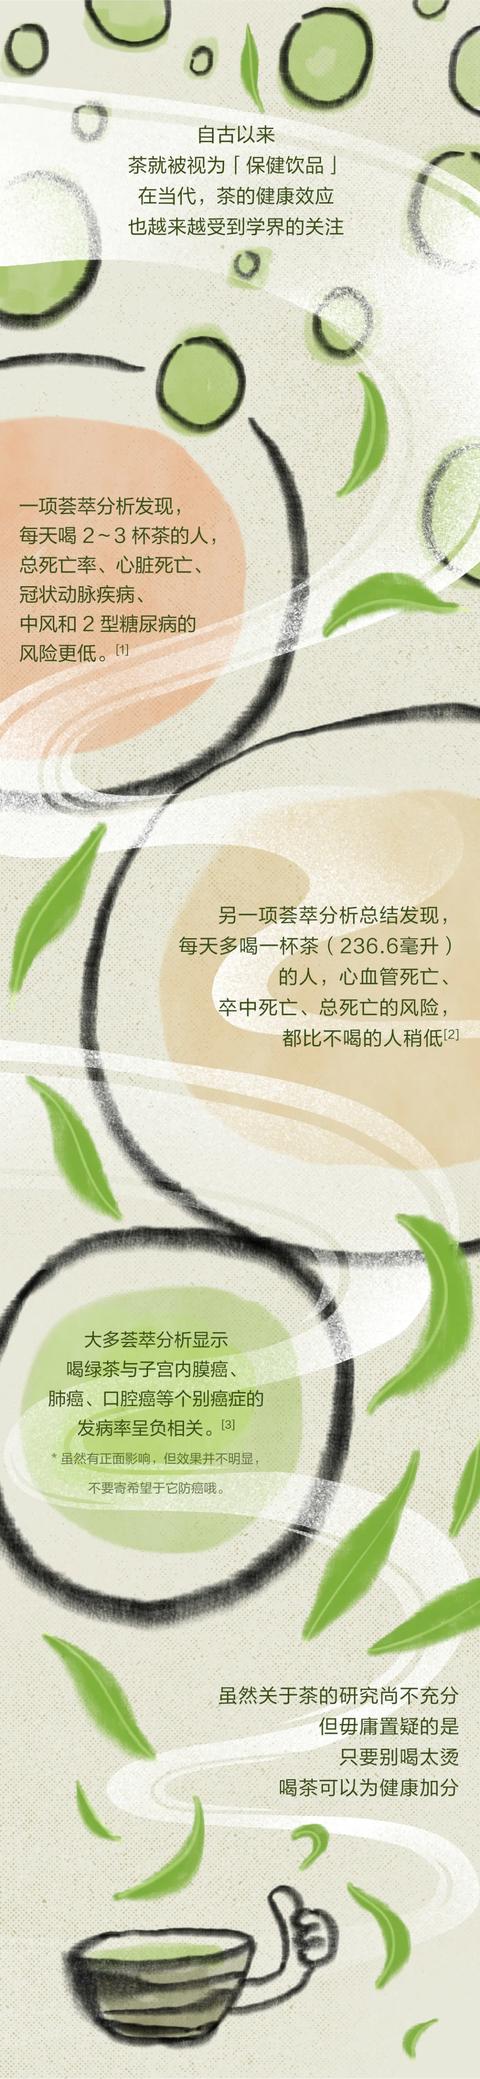 自古以来
茶就被视为「保健饮品」
在当代，茶的健康效应
也越来越受到学界的关注
一项荟萃分析发现，
每天喝 2~3 杯茶的人，
总死亡率、心脏死亡、
冠状动脉疾病、
中风和 2 型糖尿病的
风险更低。[1]
另一项荟萃分析总结发现，
每天多喝一杯茶（236.6毫升）
的人，心血管死亡、
卒中死亡、总死亡的风险，
都比不喝的人稍低[2]
大多荟萃分析显示
喝绿茶与子宫内膜癌、
肺癌、口腔癌等个别癌症的
发病率呈负相关。[3]
* 虽然有正面影响，但效果并不明显，
不要寄希望于它防癌哦。
虽然关于茶的研究尚不充分
但毋庸置疑的是
只要别喝太烫
喝茶可以为健康加分